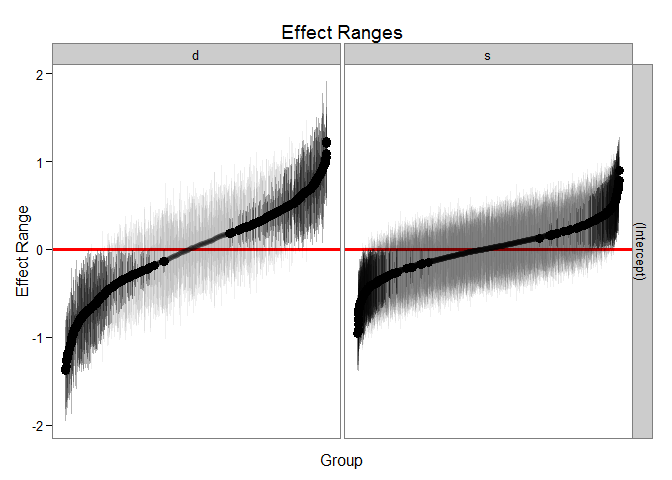 Effect Ranges
d
s
2
1
0
-1
-2
Effect Range
(Intercept)
Group